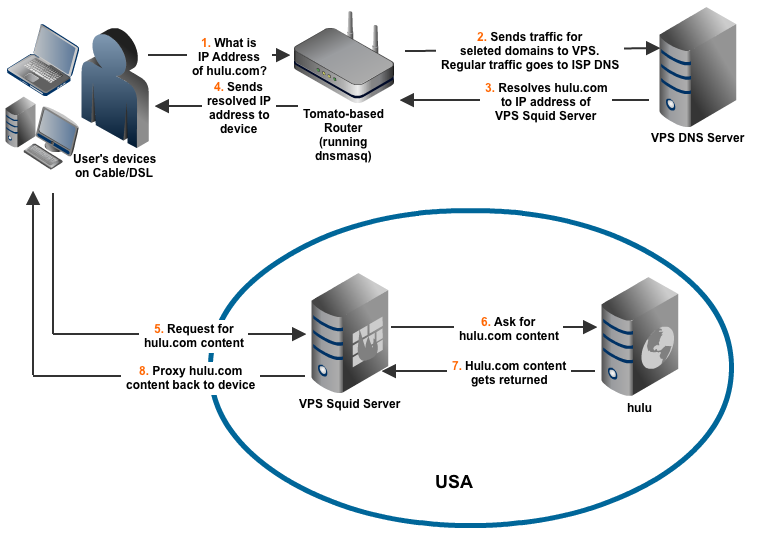 1. What is
IP Address
of hulu.com?
2. Sends traffic for
seleted domains to VPS.
Regular traffic goes to ISP DNS
3. Resolves hulu.com
to IP address of
VPS Squid Server
4. Sends
resolved IP
address to
device
Tomato-based
Router
(running
dnsmasq)
VPS DNS Server
User's devices
on Cable/DSL
5. Request for
hulu.com content
6. Ask for
hulu.com content
7. Hulu.com content
gets returned
8. Proxy hulu.com
content back to device
VPS Squid Server
hulu
USA